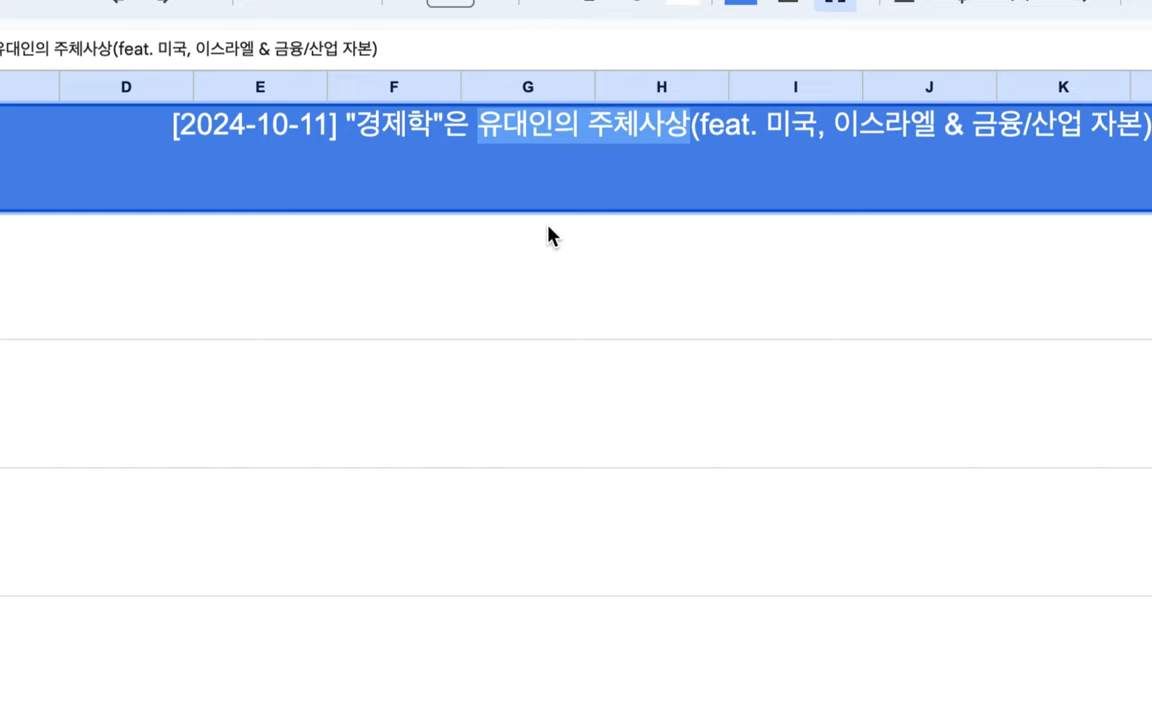 유대인의 주체사상(feat. 미국, 이스라엘 & 금융/산업 자본)
D E F G H I J K
[2024-10-11] "경제학"은 유대인의 주체사상(feat. 미국, 이스라엘 & 금융/산업 자본)